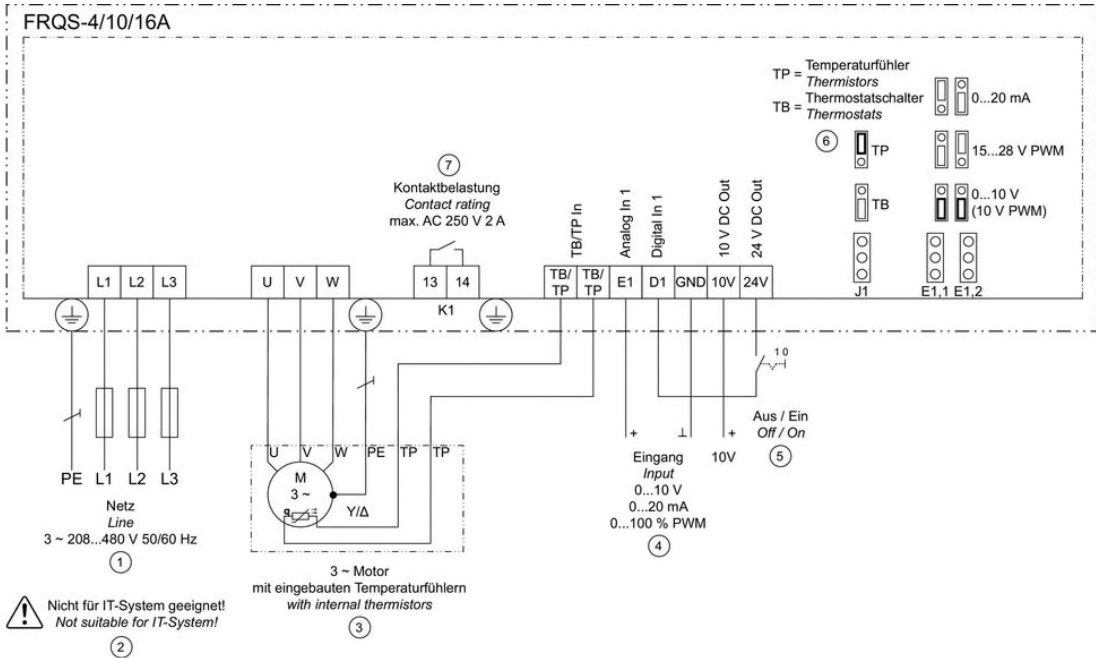 FRQS-4/10/16A
TP = Temperaturfühler
Thermistors
TB = Thermostatschalter
Thermostats
6
TP
TB
J1
0...20 mA
15...28 V PWM
0...10 V
(10 V PWM)
E1,1 E1,2
7
Kontaktbelastung
Contact rating
max. AC 250 V 2 A
TB/TP In
Analog In 1
Digital In 1
10 V DC Out
24 V DC Out
L1 L2 L3
U V W
13 14
K1
TB/TP TB/TP E1 D1 GND 10V 24V
1 0
Aus / Ein
Off / On
5
PE L1 L2 L3
Netz
Line
3 ~ 208...480 V 50/60 Hz
1
Nicht für IT-System geeignet!
Not suitable for IT-System!
2
U V W PE TP TP
M
3 ~
Y/Δ
3 ~ Motor
mit eingebauten Temperaturfühlern
with internal thermistors
3
+ ⊥ +
10V
Eingang
Input
0...10 V
0...20 mA
0...100 % PWM
4